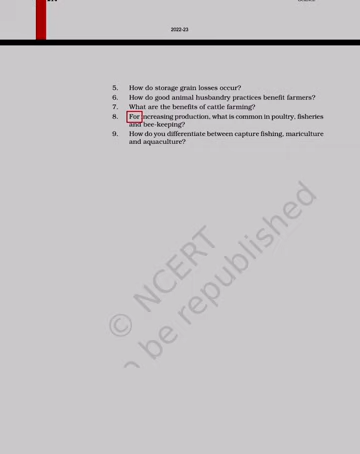 2022-23
5. How do storage grain losses occur?
6. How do good animal husbandry practices benefit farmers?
7. What are the benefits of cattle farming?
8. For increasing production, what is common in poultry, fisheries
and bee-keeping?
9. How do you differentiate between capture fishing, mariculture
and aquaculture?
© NCERT
be republished